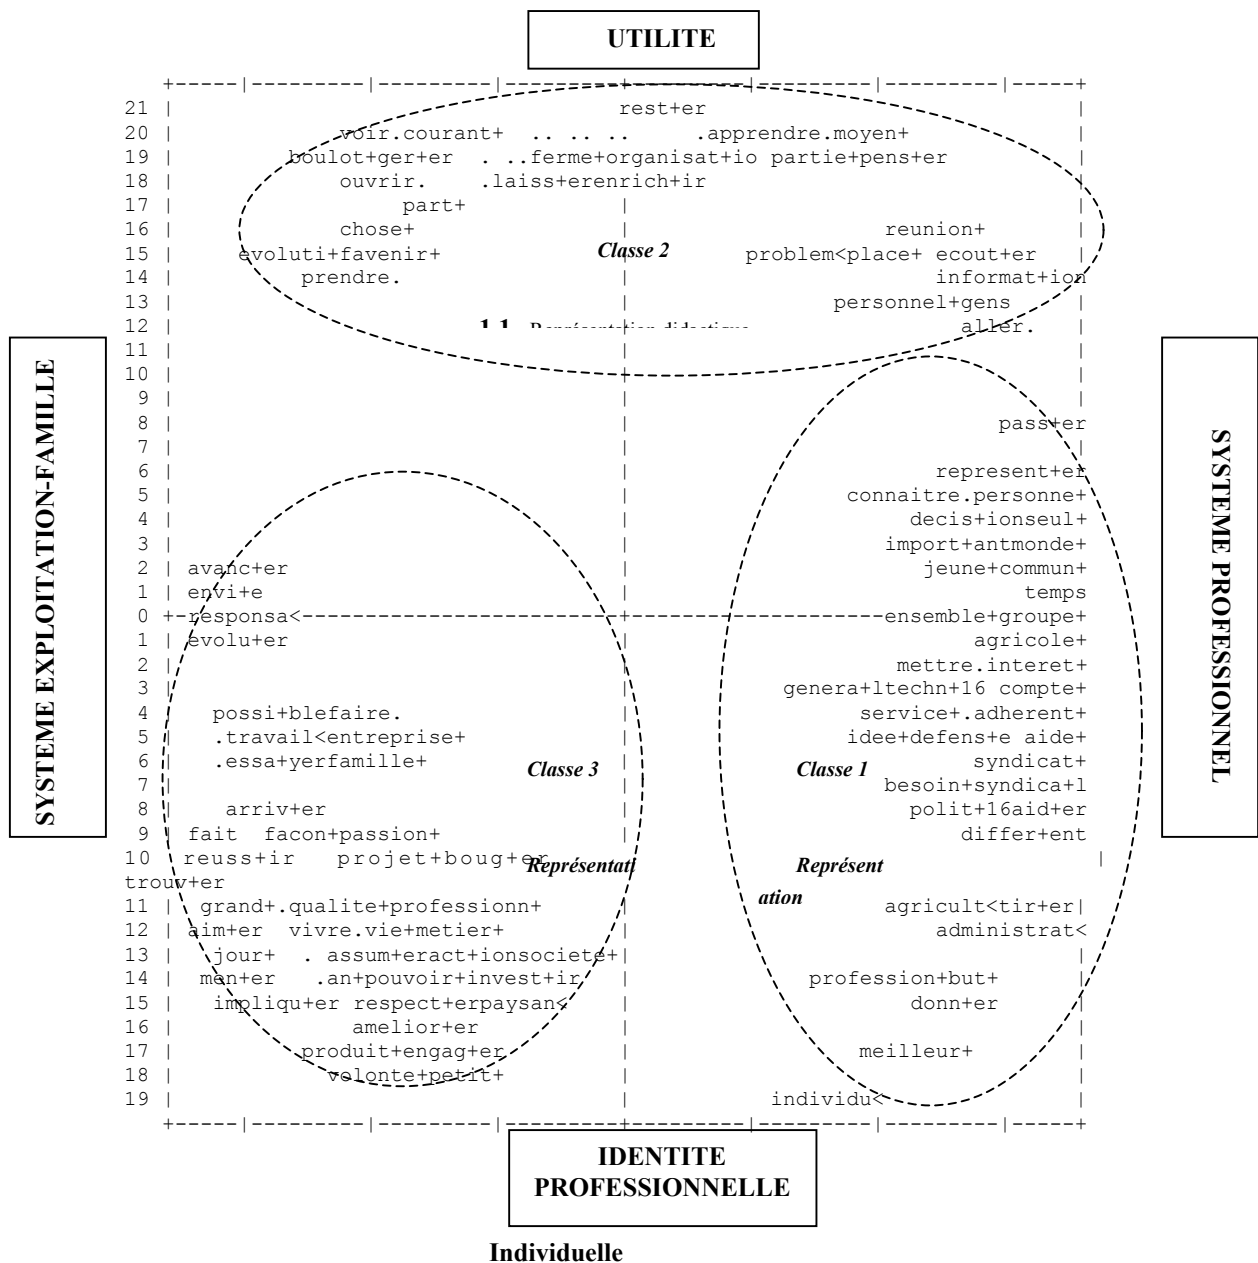 UTILITE
+-----|---------|---------|---------+---------|---------|---------|-----+
21 | rest+er |
20 | voir.courant+ .. .. .. .apprendre.moyen+ |
19 | boulot+ger+er . ..ferme+organisat+io partie+pens+er |
18 | ouvrir. .laiss+erenrich+ir |
17 | part+ | |
16 | chose+ | reunion+ |
15 | evoluti+favenir+ Classe 2 problem<place+ ecout+er |
14 | prendre. | informat+ion
13 | | personnel+gens |
12 | 1.1 Représentation didactique aller. |
11 | | |
10 | | |
9 | | |
8 | | pass+er
7 | | |
6 | | represent+er
5 | | connaitre.personne+
4 | | decis+ionseul+
3 | | import+antmonde+
2 | avanc+er | jeune+commun+
1 | envi+e | temps
0 +-responsa<-------------------------+--------------------ensemble+groupe+
1 | evolu+er | agricole+
2 | | mettre.interet+
3 | | genera+ltechn+16 compte+
4 | possi+blefaire. | service+.adherent+
5 | .travail<entreprise+ | idee+defens+e aide+
6 | .essa+yerfamille+ Classe 3 | Classe 1 syndicat+
7 | | besoin+syndica+l
8 | arriv+er | polit+16aid+er
9 | fait facon+passion+ | differ+ent
10 reuss+ir projet+boug+er Représentati Représent |
trouv+er
ation
11 | grand+.qualite+professionn+ | agricult<tir+er|
12 | aim+er vivre.vie+metier+ | administrat<
13 | jour+ . assum+eract+ionsociete+ |
14 | men+er .an+pouvoir+invest+ir | profession+but+ |
15 | impliqu+er respect+erpaysan< | donn+er |
16 | amelior+er | |
17 | produit+engag+er | meilleur+ |
18 | volonte+petit+ | |
19 | | individu< |
+-----|---------|---------|---------+---------|---------|---------|-----+
SYSTEME EXPLOITATION-FAMILLE
SYSTEME PROFESSIONNEL
IDENTITE
PROFESSIONNELLE
Individuelle